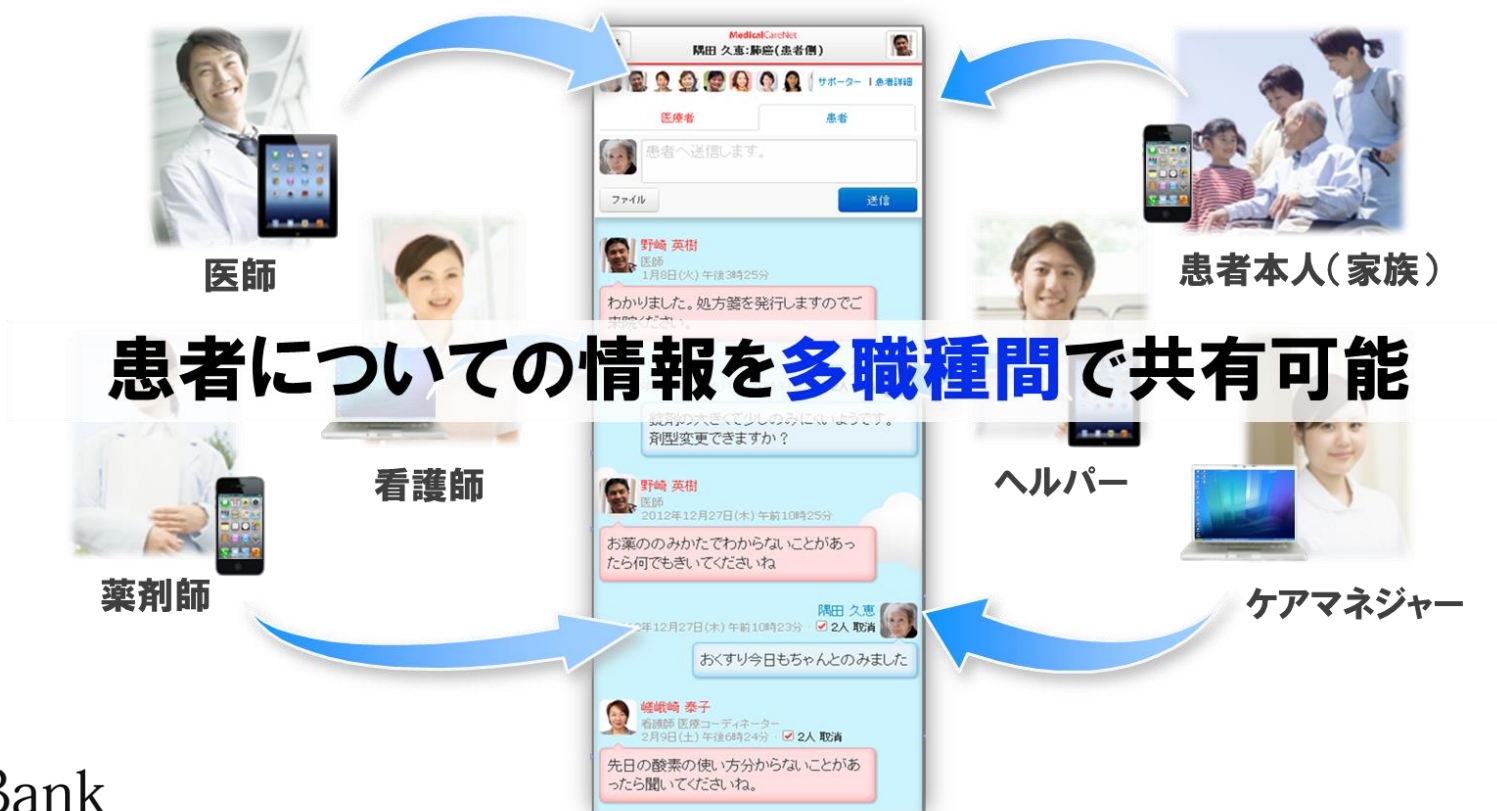 MedicalCareNet
隅田 久恵:肺癌(患者側)
サポーター | 患者詳細
医療者
患者
患者へ送信します。
ファイル
送信
野崎 英樹
医師
1月8日(火) 午後3時25分
わかりました。処方箋を発行しますのでご
来院ください。
医師
患者本人(家族)
患者についての情報を多職種間で共有可能
錠剤の大きくて少しのみにくいようです。
剤型変更できますか?
看護師
ヘルパー
野崎 英樹
医師
2012年12月27日(木) 午前10時25分
お薬ののみかたでわからないことがあっ
たら何でもきいてくださいね
薬剤師
ケアマネジャー
隅田 久恵
年12月27日(木) 午前10時23分 · 2人 取消
おくすり今日もちゃんとのみました
嵯峨崎 泰子
看護師 医療コーディネーター
2月9日(土) 午後6時24分 · 2人 取消
先日の酸素の使い方分からないことがあ
ったら聞いてくださいね。
Bank